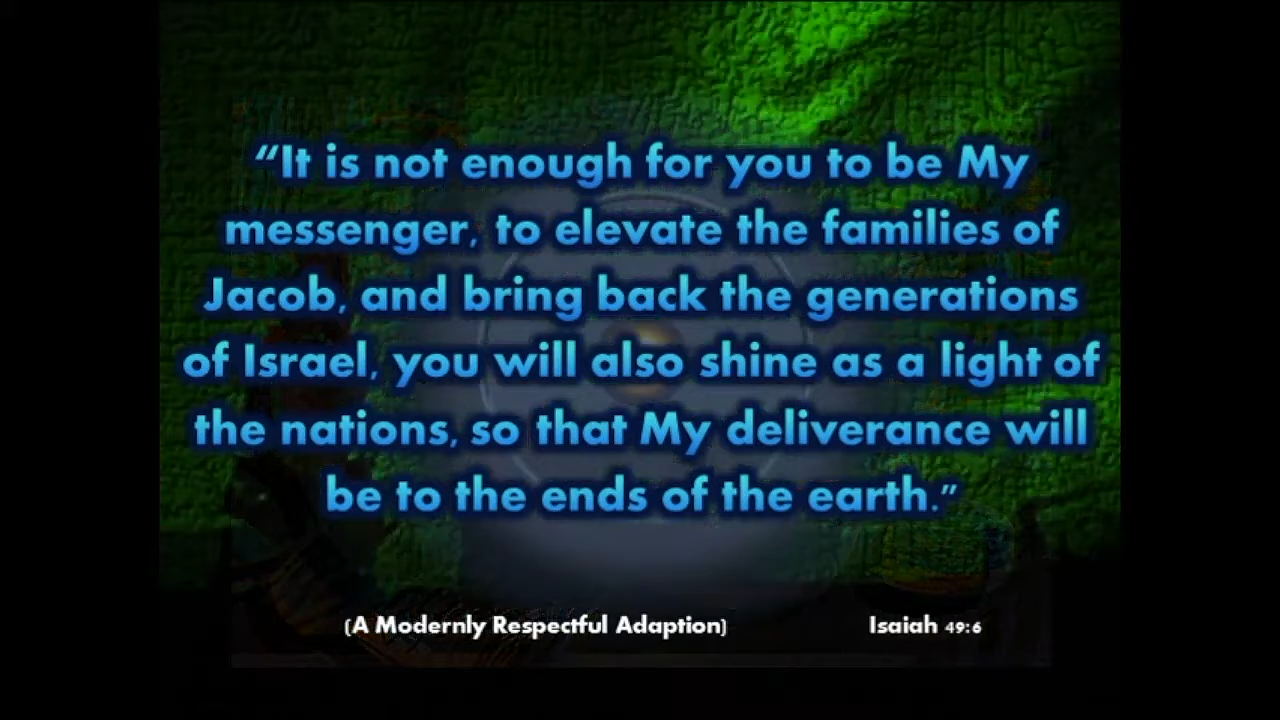 “It is not enough for you to be My
messenger, to elevate the families of
Jacob, and bring back the generations
of Israel, you will also shine as a light of
the nations, so that My deliverance will
be to the ends of the earth.”
(A Modernly Respectful Adaption) Isaiah 49:6